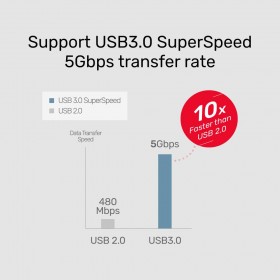 Support USB3.0 SuperSpeed
5Gbps transfer rate
USB 3.0 SuperSpeed
USB 2.0
10x
Faster than
USB 2.0
Data Transfer
Speed
5Gbps
480
Mbps
USB 2.0
USB3.0